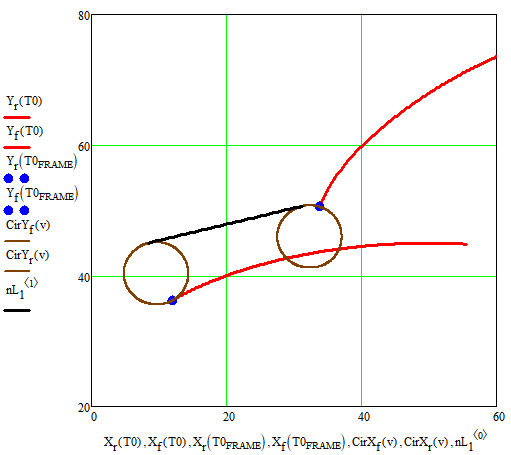 80
60
40
20
0
20
40
60
Yr(T0)
Yf(T0)
Yr(T0FRAME)
Yf(T0FRAME)
CirYf(v)
CirYr(v)
nL1⟨1⟩
Xr(T0),Xf(T0),Xr(T0FRAME),Xf(T0FRAME),CirXf(v),CirXr(v),nL1⟨0⟩